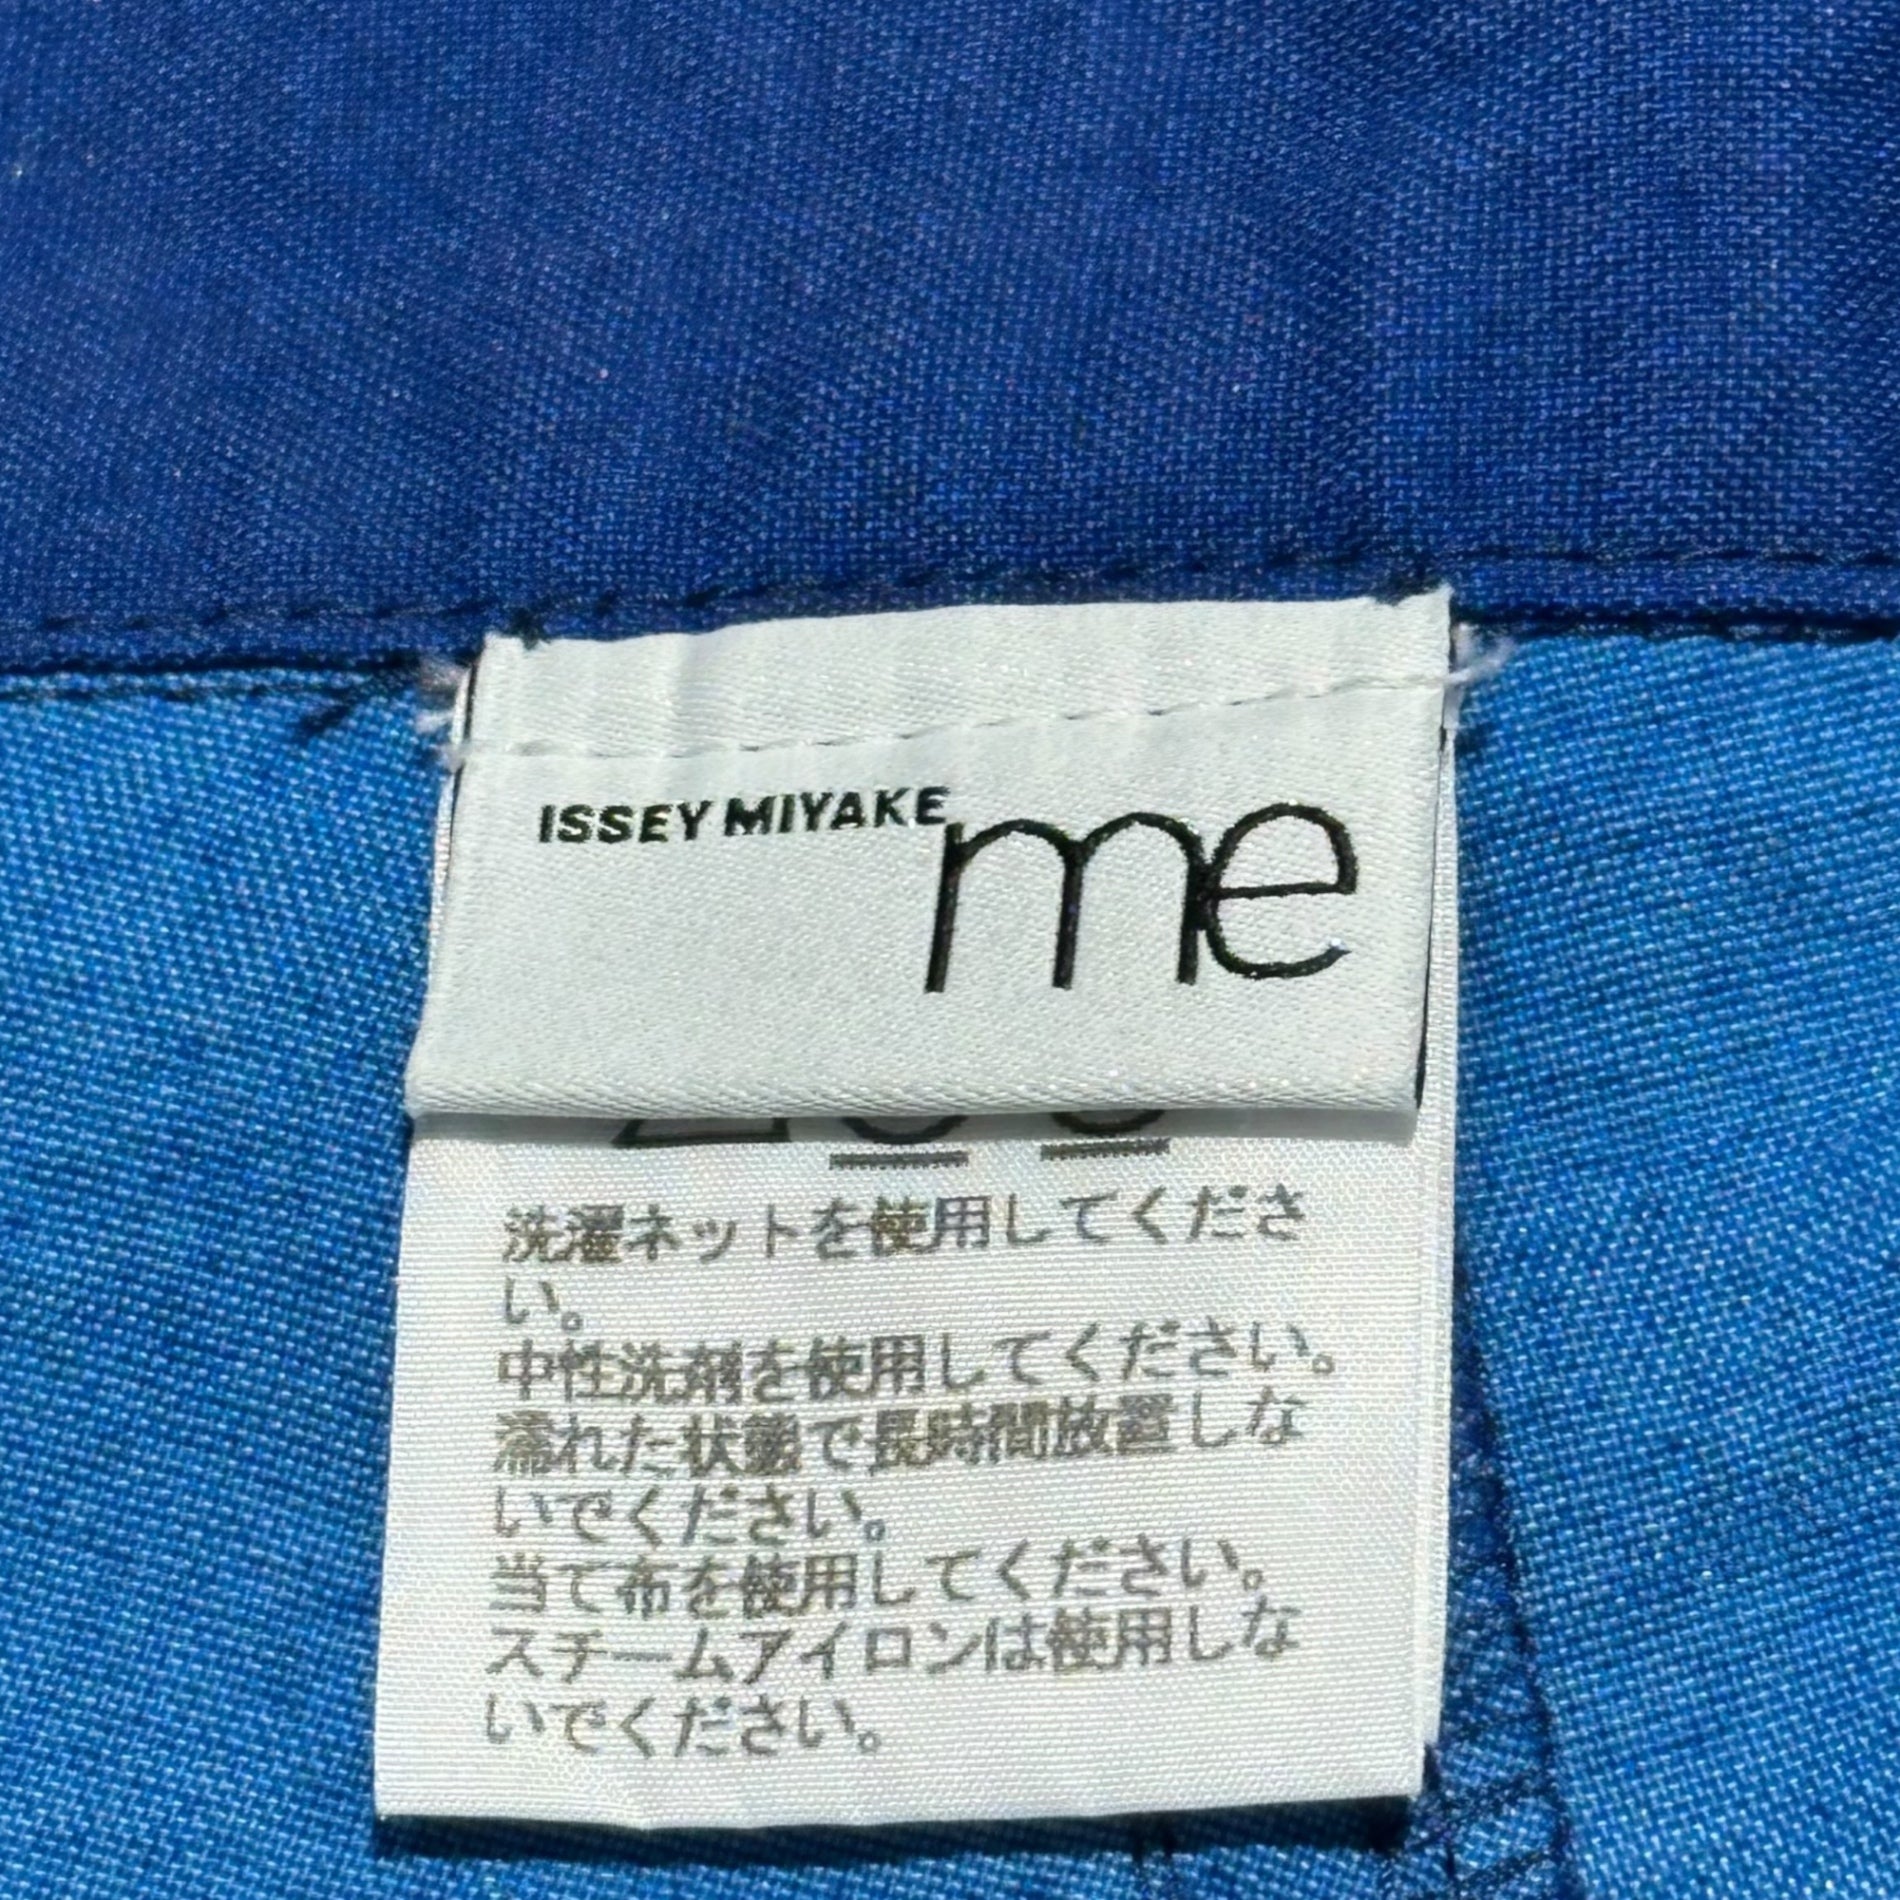 ISSEY MIYAKE me
洗濯ネットを使用してくださ
い。
中性洗剤を使用してください。
濡れた状態で長時間放置しな
いでください。
当て布を使用してください。
スチームアイロンは使用しな
いでください。